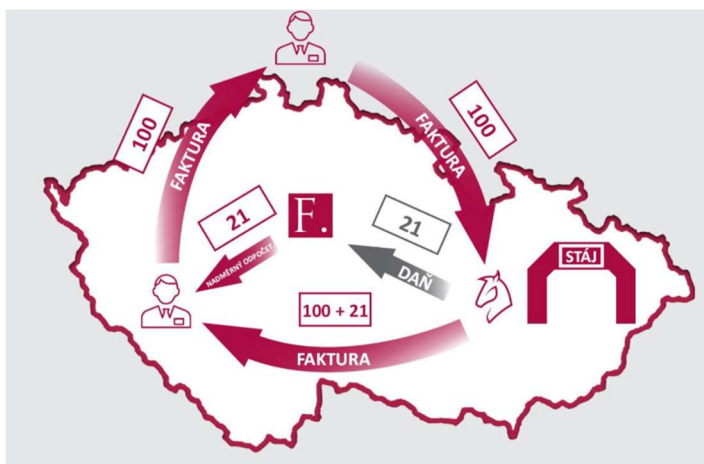 100
FAKTURA
FAKTURA
100
21
F.
21
NADMĚRNÝ ODPOČET
DAŇ
STÁJ
100 + 21
FAKTURA